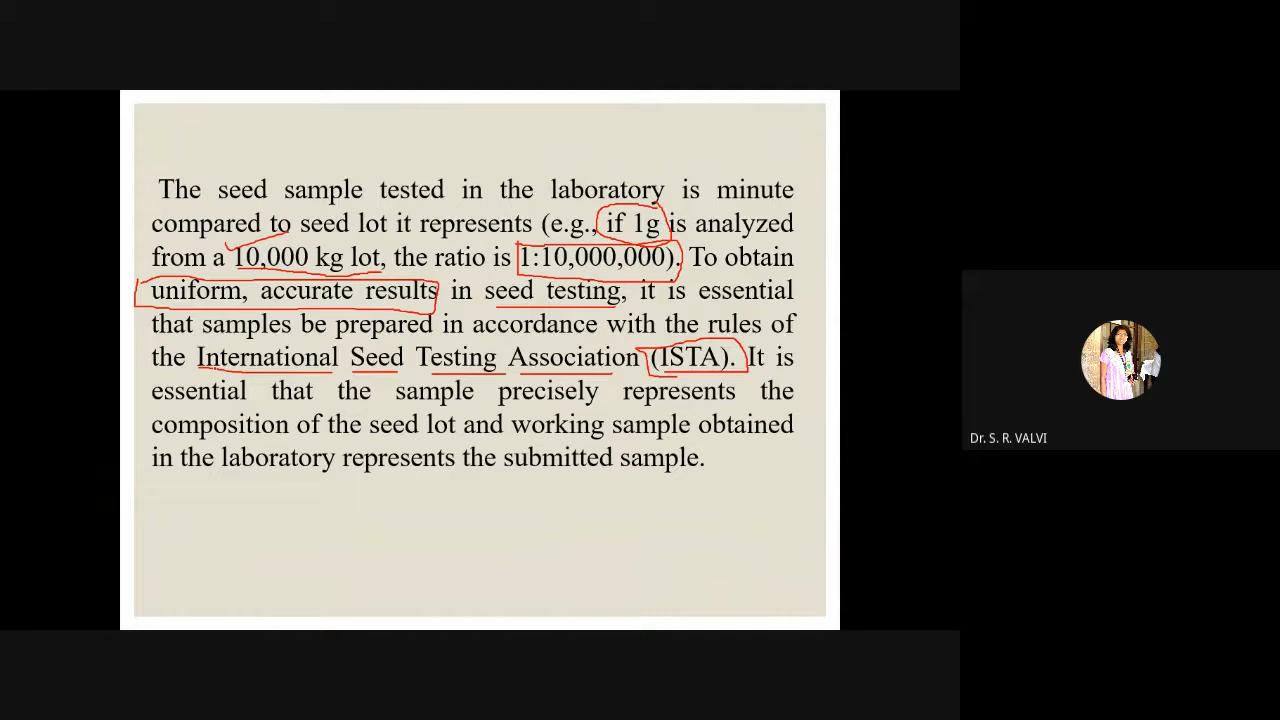 The seed sample tested in the laboratory is minute
compared to seed lot it represents (e.g., if 1g is analyzed
from a 10,000 kg lot, the ratio is 1:10,000,000). To obtain
uniform, accurate results in seed testing, it is essential
that samples be prepared in accordance with the rules of
the International Seed Testing Association (ISTA). It is
essential that the sample precisely represents the
composition of the seed lot and working sample obtained
in the laboratory represents the submitted sample.
Dr. S. R. VALVI